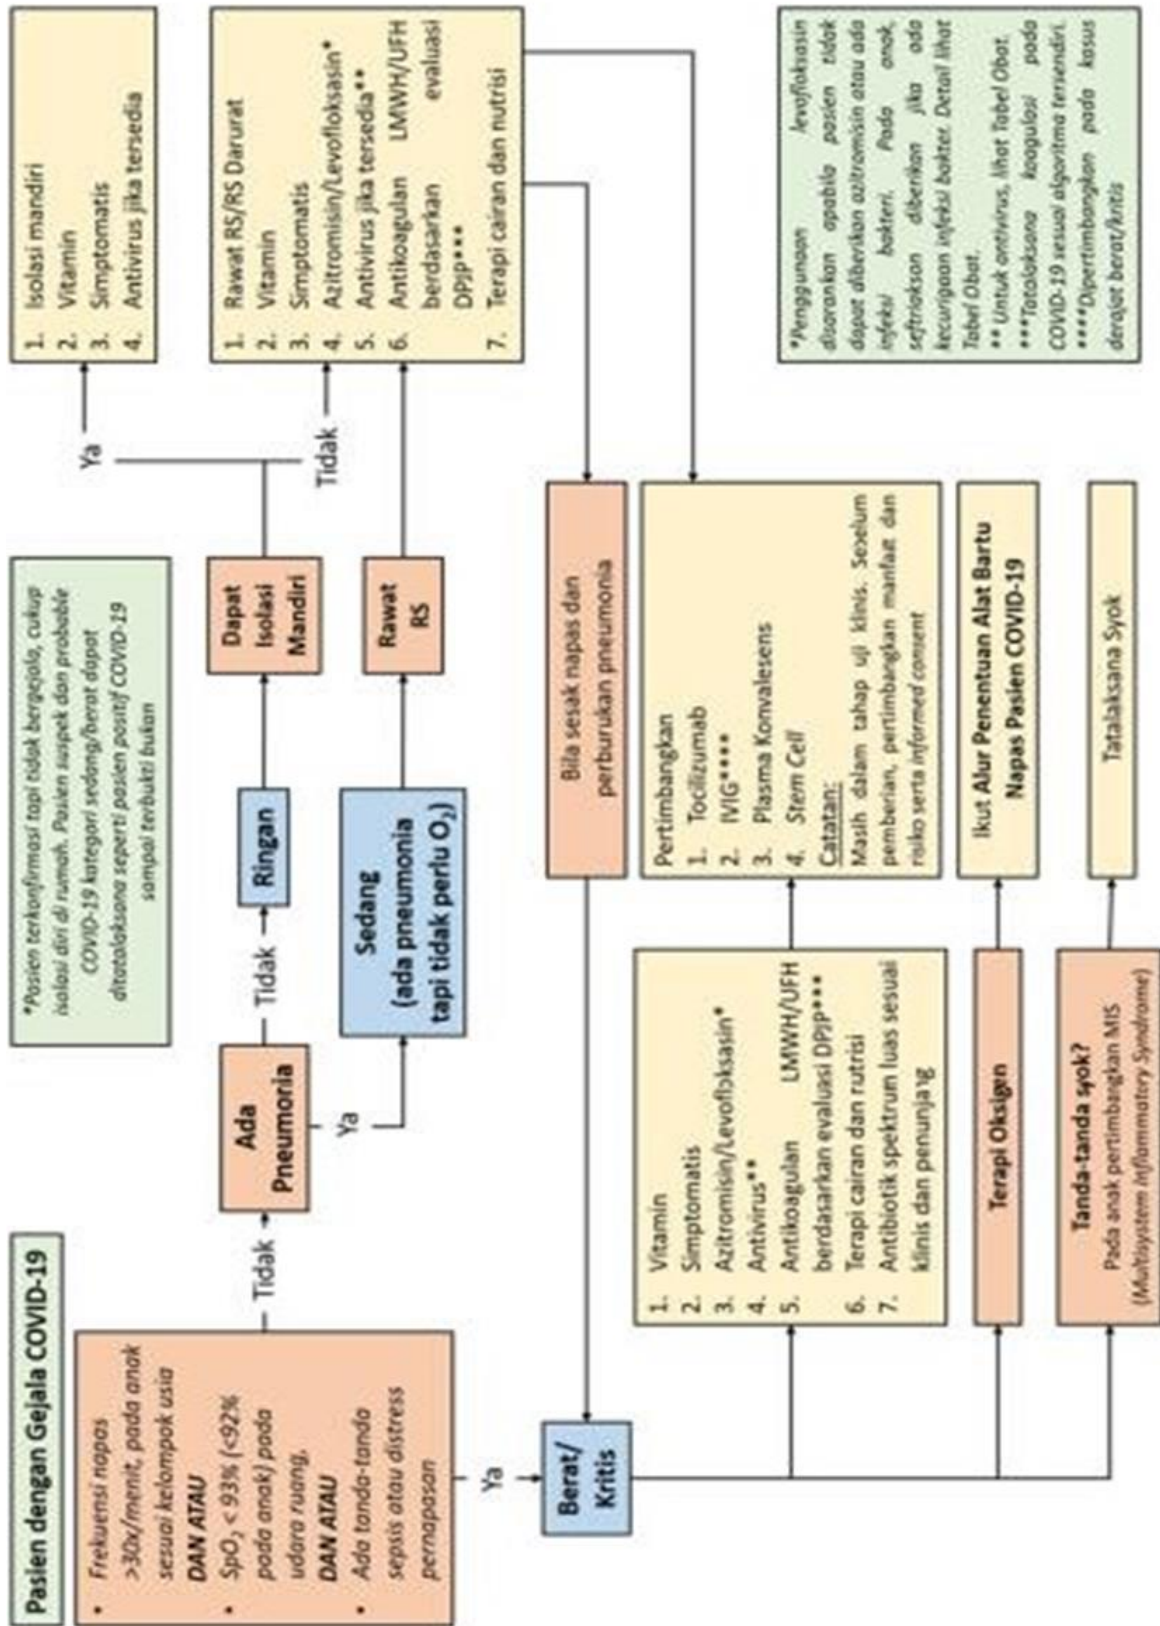 Pasien dengan Gejala COVID-19
• Frekuensi napas
>30x/menit, pada anak
sesuai kelompok usia
DAN ATAU
• SpO₂ < 93% (<92%
pada anak) pada
udara ruang,
DAN ATAU
• Ada tanda-tanda
sepsis atau distress
pernapasan
Tidak
Ya
Ada
Pneumoria
Tidak
Ya
*Pasien terkonfirmasi tapi tidak bergejala, cukup
isolasi diri di rumah. Pasien suspek dan probable
COVID-19 kategori sedang/berat dapat
ditatalaksana seperti pasien positif COVID-19
sampai terbukti bukan
Ringan
Sedang
(ada pneumonia
tapi tidak perlu O₂)
Dapat
Isolasi
Mandiri
Rawat
RS
Ya
Tidak
1. Isolasi mandiri
2. Vitamin
3. Simptomatis
4. Antivirus jika tersedia
1. Rawat RS/RS Darurat
2. Vitamin
3. Simptomatis
4. Azitromisin/Levofloksasin*
5. Antivirus jika tersedia**
6. Antikoagulan LMWH/UFH
berdasarkan evaluasi
DPJP***
7. Terapi cairan dan nutrisi
Berat/
Kritis
Bila sesak napas dan
perburukan pneumonia
1. Vitamin
2. Simptomatis
3. Azitromisin/Levofloksasin*
4. Antivirus**
5. Antikoagulan LMWH/UFH
berdasarkan evaluasi DPJP***
6. Terapi cairan dan rutrisi
7. Antibiotik spektrum luas sesuai
klinis dan penunjang
Pertimbangkan
1. Tocilizumab
2. IVIG****
3. Plasma Konvalesens
4. Stem Cell
Catatan:
Masih dalam tahap uji klinis. Sebelum
pemberian, pertimbangkan manfaat dan
risiko serta informed consent
Terapi Oksigen
Ikut Alur Penentuan Alat Bartu
Napas Pasien COVID-19
Tanda-tanda syok?
Pada anak pertimbangkan MIS
(Multisystem Inflammatory Syndrome)
Tatalaksana Syok
*Penggunaan levofloksasin
disarankan apabila pasien tidak
dapat diberikan azitromisin atau ada
infeksi bakteri. Pada anak,
seftriakson diberikan jika ada
kecurigaan infeksi bakter. Detail lihat
Tabel Obat.
** Untuk antivirus, lihat Tabel Obat.
***Tatalaksana koagulasi pada
COVID-19 sesuai algoritma tersendiri.
****Dipertimbangkan pada kasus
derajat berat/kritis